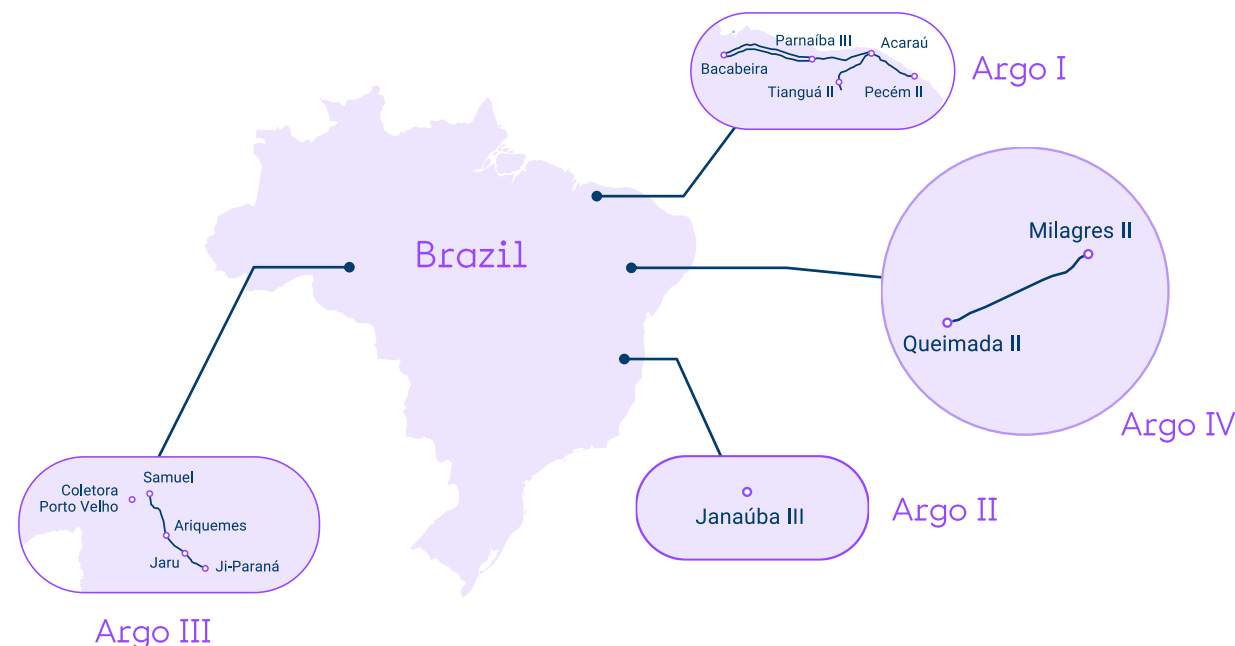 Parnaíba III
Acaraú
Bacabeira
Tianguá II
Pecém II
Argo I
Brazil
Milagres II
Queimada II
Argo IV
Janaúba III
Argo II
Samuel
Coletora
Porto Velho
Ariquemes
Jaru
Ji-Paraná
Argo III